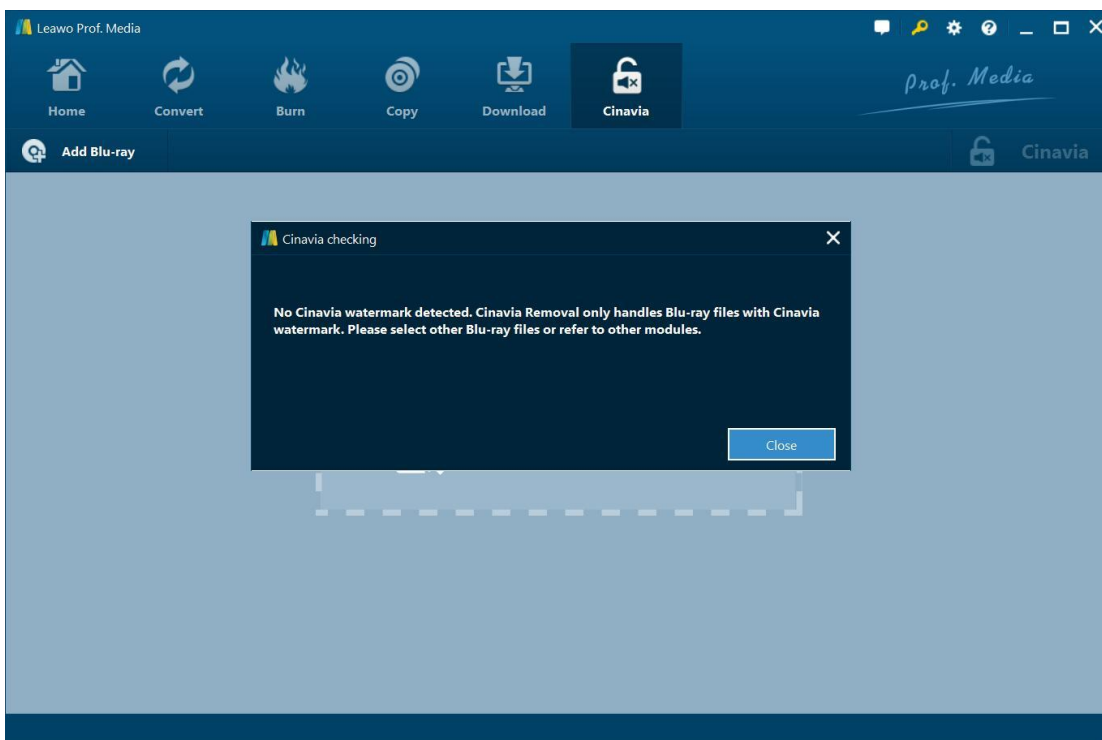 Leawo Prof. Media
Home Convert Burn Copy Download Cinavia
Prof. Media
Add Blu-ray
Cinavia
Cinavia checking
No Cinavia watermark detected. Cinavia Removal only handles Blu-ray files with Cinavia
watermark. Please select other Blu-ray files or refer to other modules.
Close